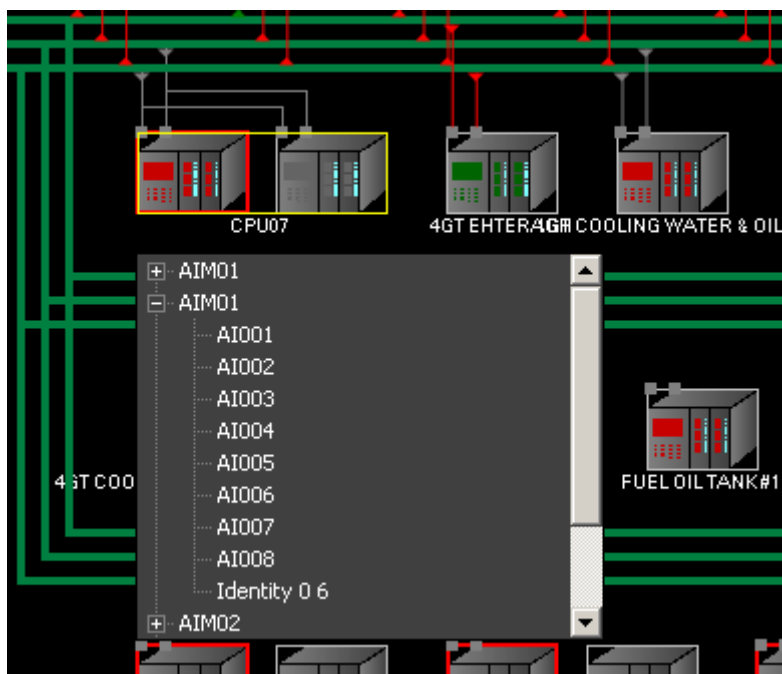 CPU07
4GT EHTERA
COOLING WATER & OIL
AIM01
AIM01
AI001
AI002
AI003
AI004
AI005
AI006
AI007
AI008
Identity 0 6
AIM02
4GT COO
FUEL OIL TANK#1